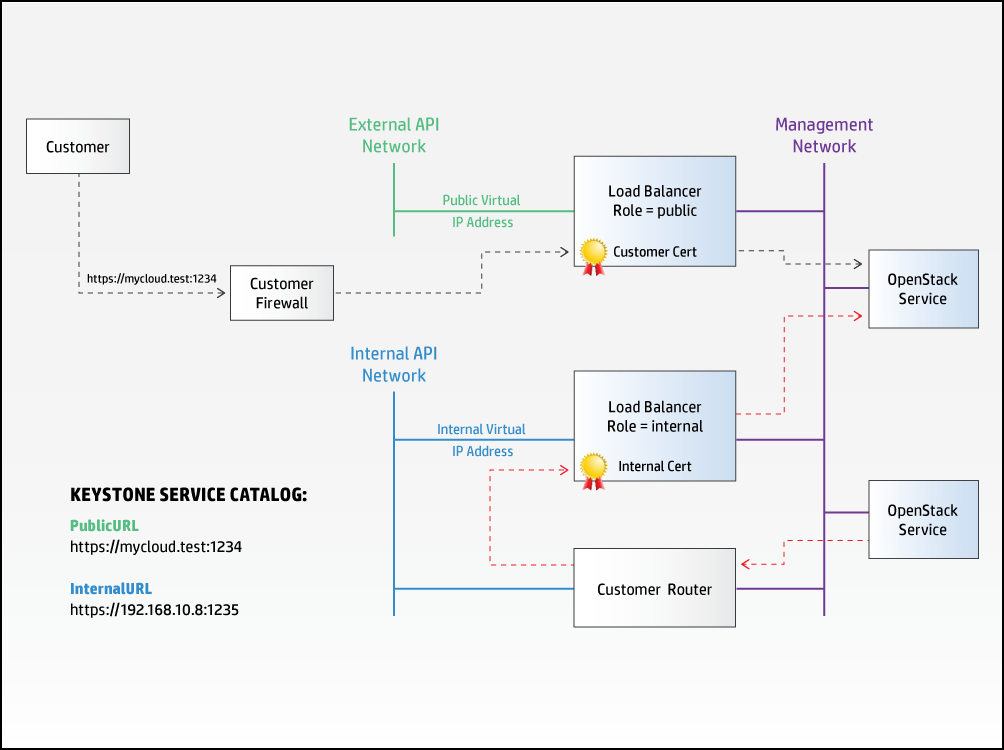 External API
Network
Management
Network
Customer
Public Virtual
IP Address
Load Balancer
Role = public
Customer Cert
https://mycloud.test:1234
Customer
Firewall
OpenStack
Service
Internal API
Network
Internal Virtual
IP Address
Load Balancer
Role = internal
Internal Cert
KEYSTONE SERVICE CATALOG:
PublicURL
https://mycloud.test:1234
InternalURL
https://192.168.10.8:1235
OpenStack
Service
Customer Router